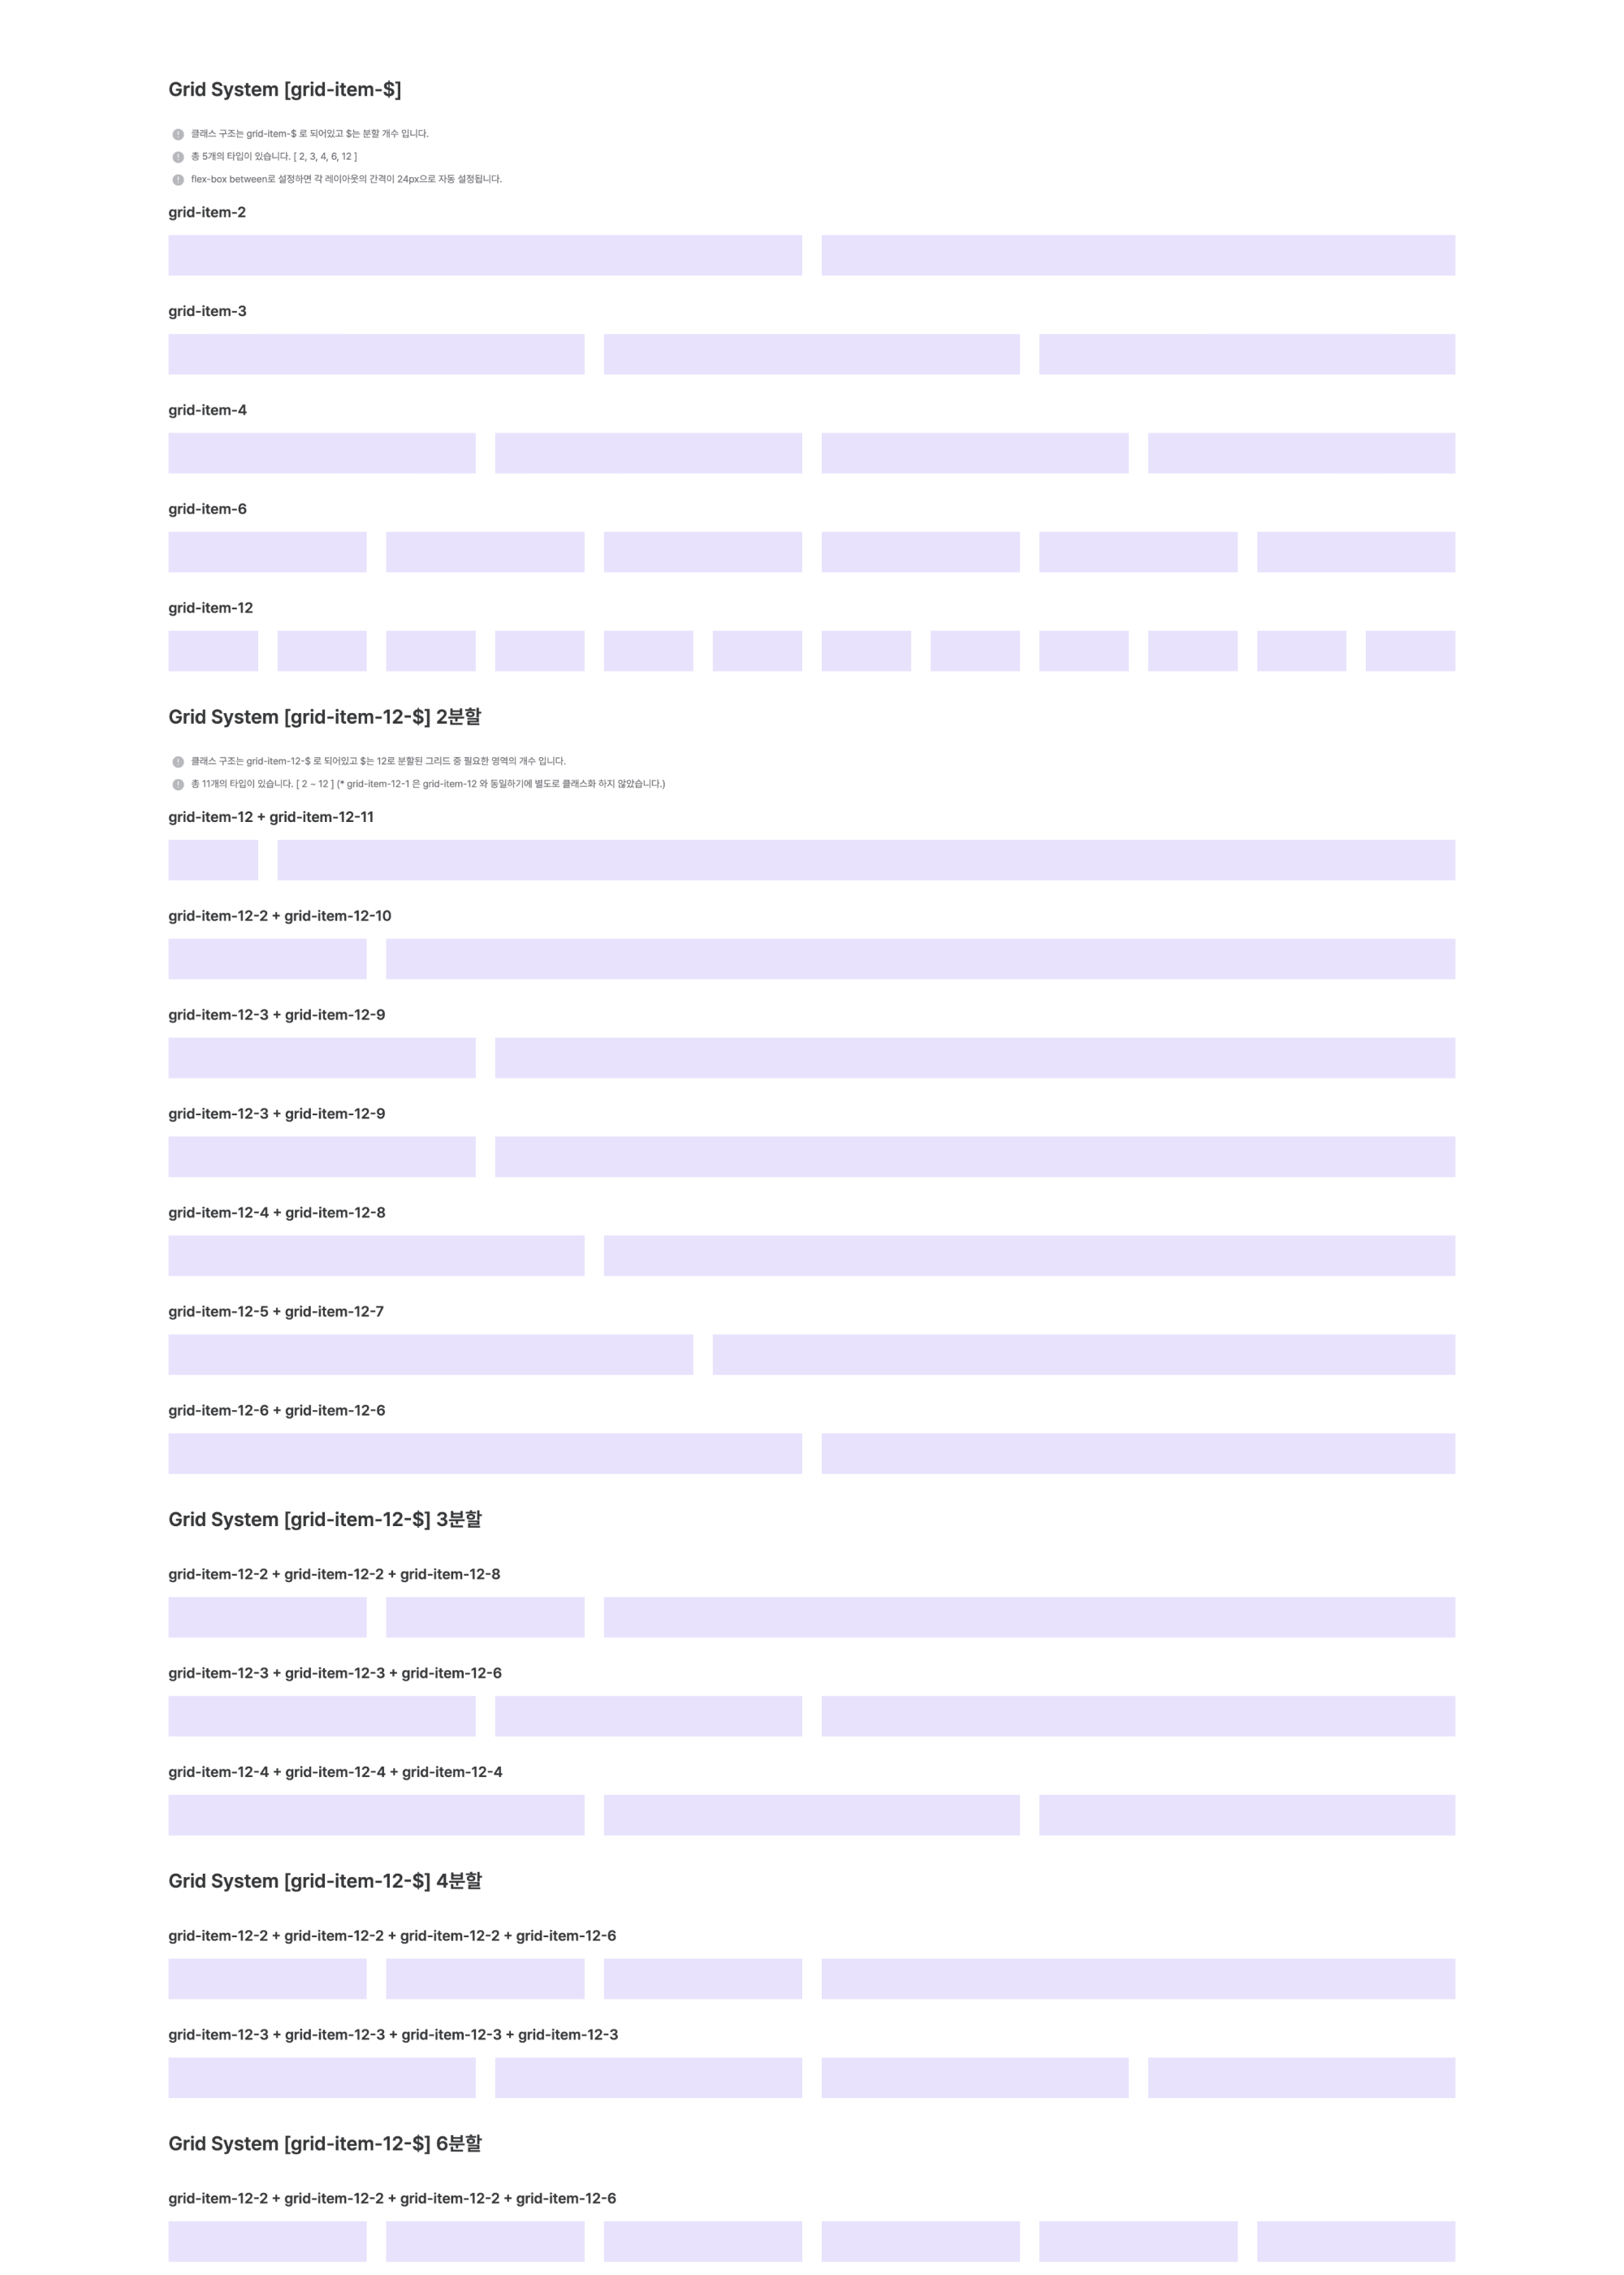 Grid System [grid-item-$]
클래스 구조는 grid-item-$ 로 되어있고 $는 분할 개수 입니다.
총 5개의 타입이 있습니다. [ 2, 3, 4, 6, 12 ]
flex-box between로 설정하면 각 레이아웃의 간격이 24px으로 자동 설정됩니다.
grid-item-2
grid-item-3
grid-item-4
grid-item-6
grid-item-12
Grid System [grid-item-12-$] 2분할
클래스 구조는 grid-item-12-$ 로 되어있고 $는 12로 분할된 그리드 중 필요한 영역의 개수 입니다.
총 11개의 타입이 있습니다. [ 2 ~ 12 ] (* grid-item-12-1 은 grid-item-12 와 동일하기에 별도로 클래스화 하지 않았습니다.)
grid-item-12 + grid-item-12-11
grid-item-12-2 + grid-item-12-10
grid-item-12-3 + grid-item-12-9
grid-item-12-3 + grid-item-12-9
grid-item-12-4 + grid-item-12-8
grid-item-12-5 + grid-item-12-7
grid-item-12-6 + grid-item-12-6
Grid System [grid-item-12-$] 3분할
grid-item-12-2 + grid-item-12-2 + grid-item-12-8
grid-item-12-3 + grid-item-12-3 + grid-item-12-6
grid-item-12-4 + grid-item-12-4 + grid-item-12-4
Grid System [grid-item-12-$] 4분할
grid-item-12-2 + grid-item-12-2 + grid-item-12-2 + grid-item-12-6
grid-item-12-3 + grid-item-12-3 + grid-item-12-3 + grid-item-12-3
Grid System [grid-item-12-$] 6분할
grid-item-12-2 + grid-item-12-2 + grid-item-12-2 + grid-item-12-6